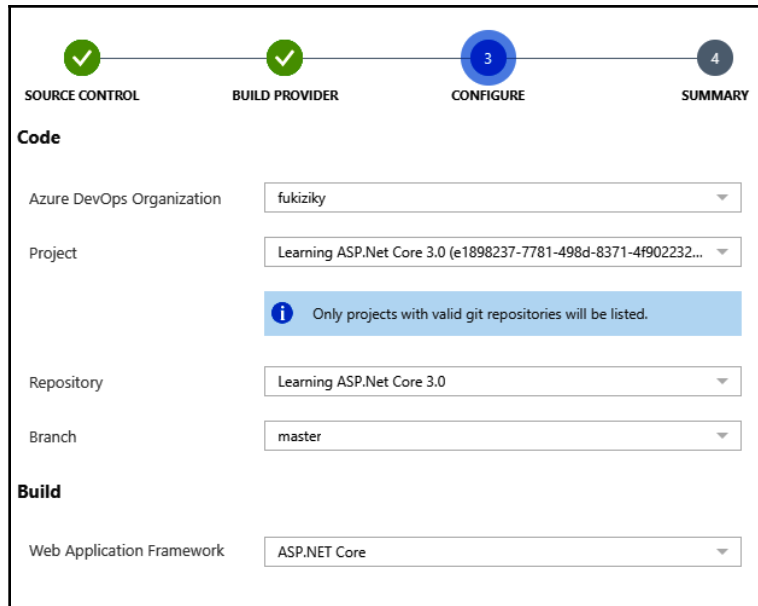 3
4
SOURCE CONTROL
BUILD PROVIDER
CONFIGURE
SUMMARY
Code
Azure DevOps Organization
fukiziky
Project
Learning ASP.Net Core 3.0 (e1898237-7781-498d-8371-4f902232...
Only projects with valid git repositories will be listed.
Repository
Learning ASP.Net Core 3.0
Branch
master
Build
Web Application Framework
ASP.NET Core